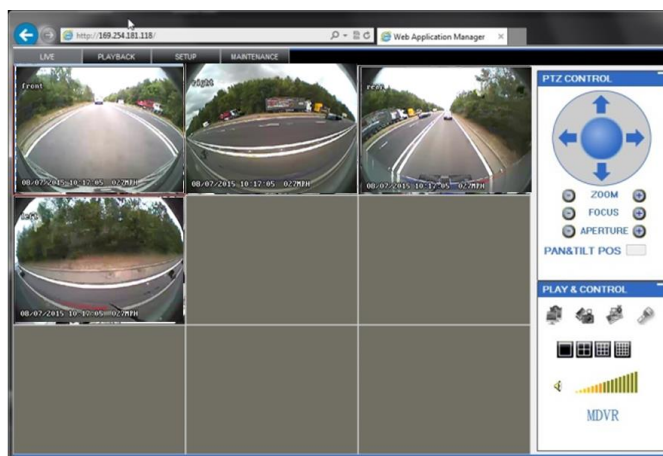 http://169.254.181.118/
Web Application Manager
LIVE PLAYBACK SETUP MAINTENANCE
front
right
rear
08/07/2015 10:17:05 027MPH
08/07/2015 10:17:05 027MPH
08/07/2015 10:17:05 027MPH
left
08/07/2015 10:17:05 027MPH
PTZ CONTROL
ZOOM
FOCUS
APERTURE
PAN&TILT POS
PLAY & CONTROL
MDVR